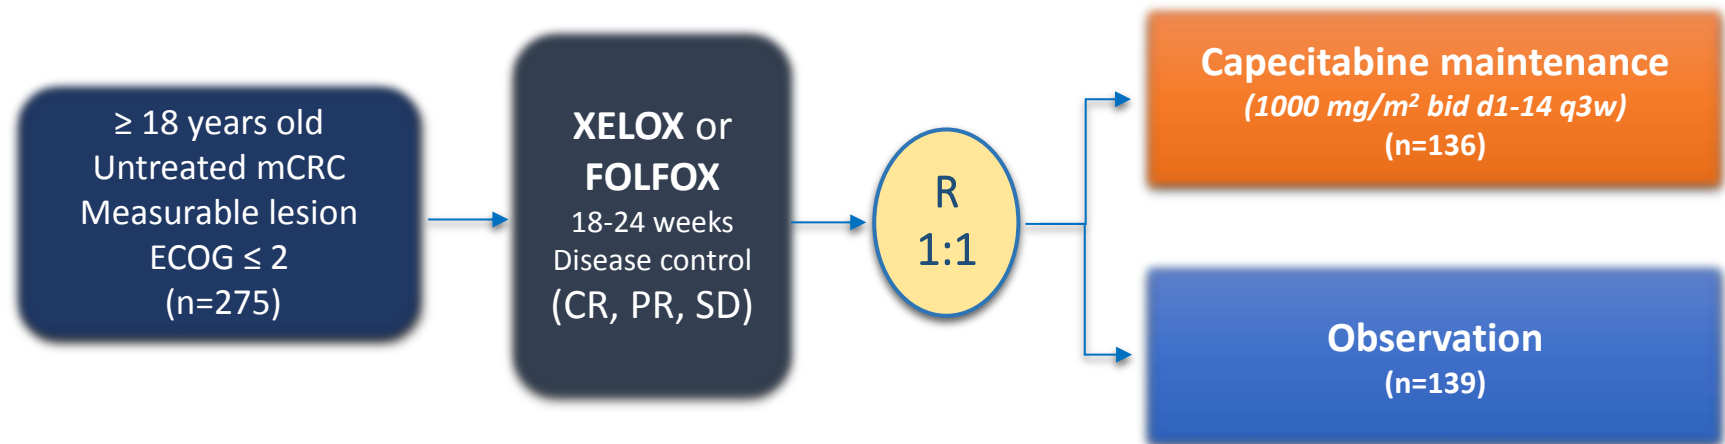 ≥ 18 years old
Untreated mCRC
Measurable lesion
ECOG ≤ 2
(n=275)
XELOX or
FOLFOX
18-24 weeks
Disease control
(CR, PR, SD)
R
1:1
Capecitabine maintenance
(1000 mg/m² bid d1-14 q3w)
(n=136)
Observation
(n=139)